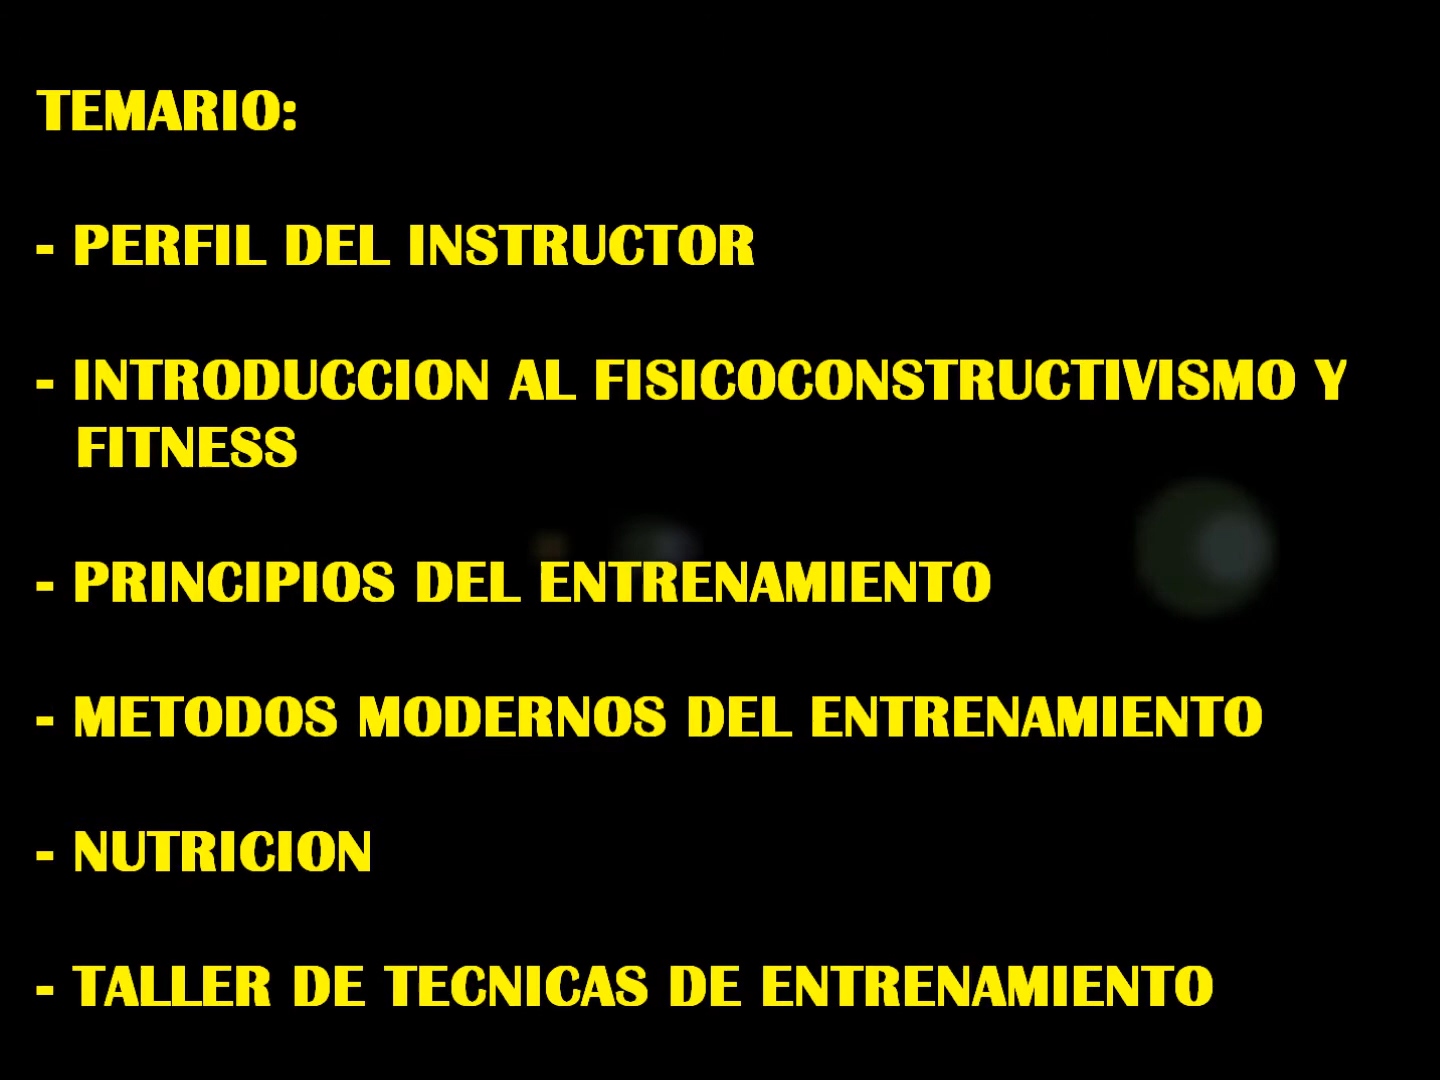 TEMARIO:
- PERFIL DEL INSTRUCTOR
- INTRODUCCION AL FISICOCONSTRUCTIVISMO Y
FITNESS
- PRINCIPIOS DEL ENTRENAMIENTO
- METODOS MODERNOS DEL ENTRENAMIENTO
- NUTRICION
- TALLER DE TECNICAS DE ENTRENAMIENTO